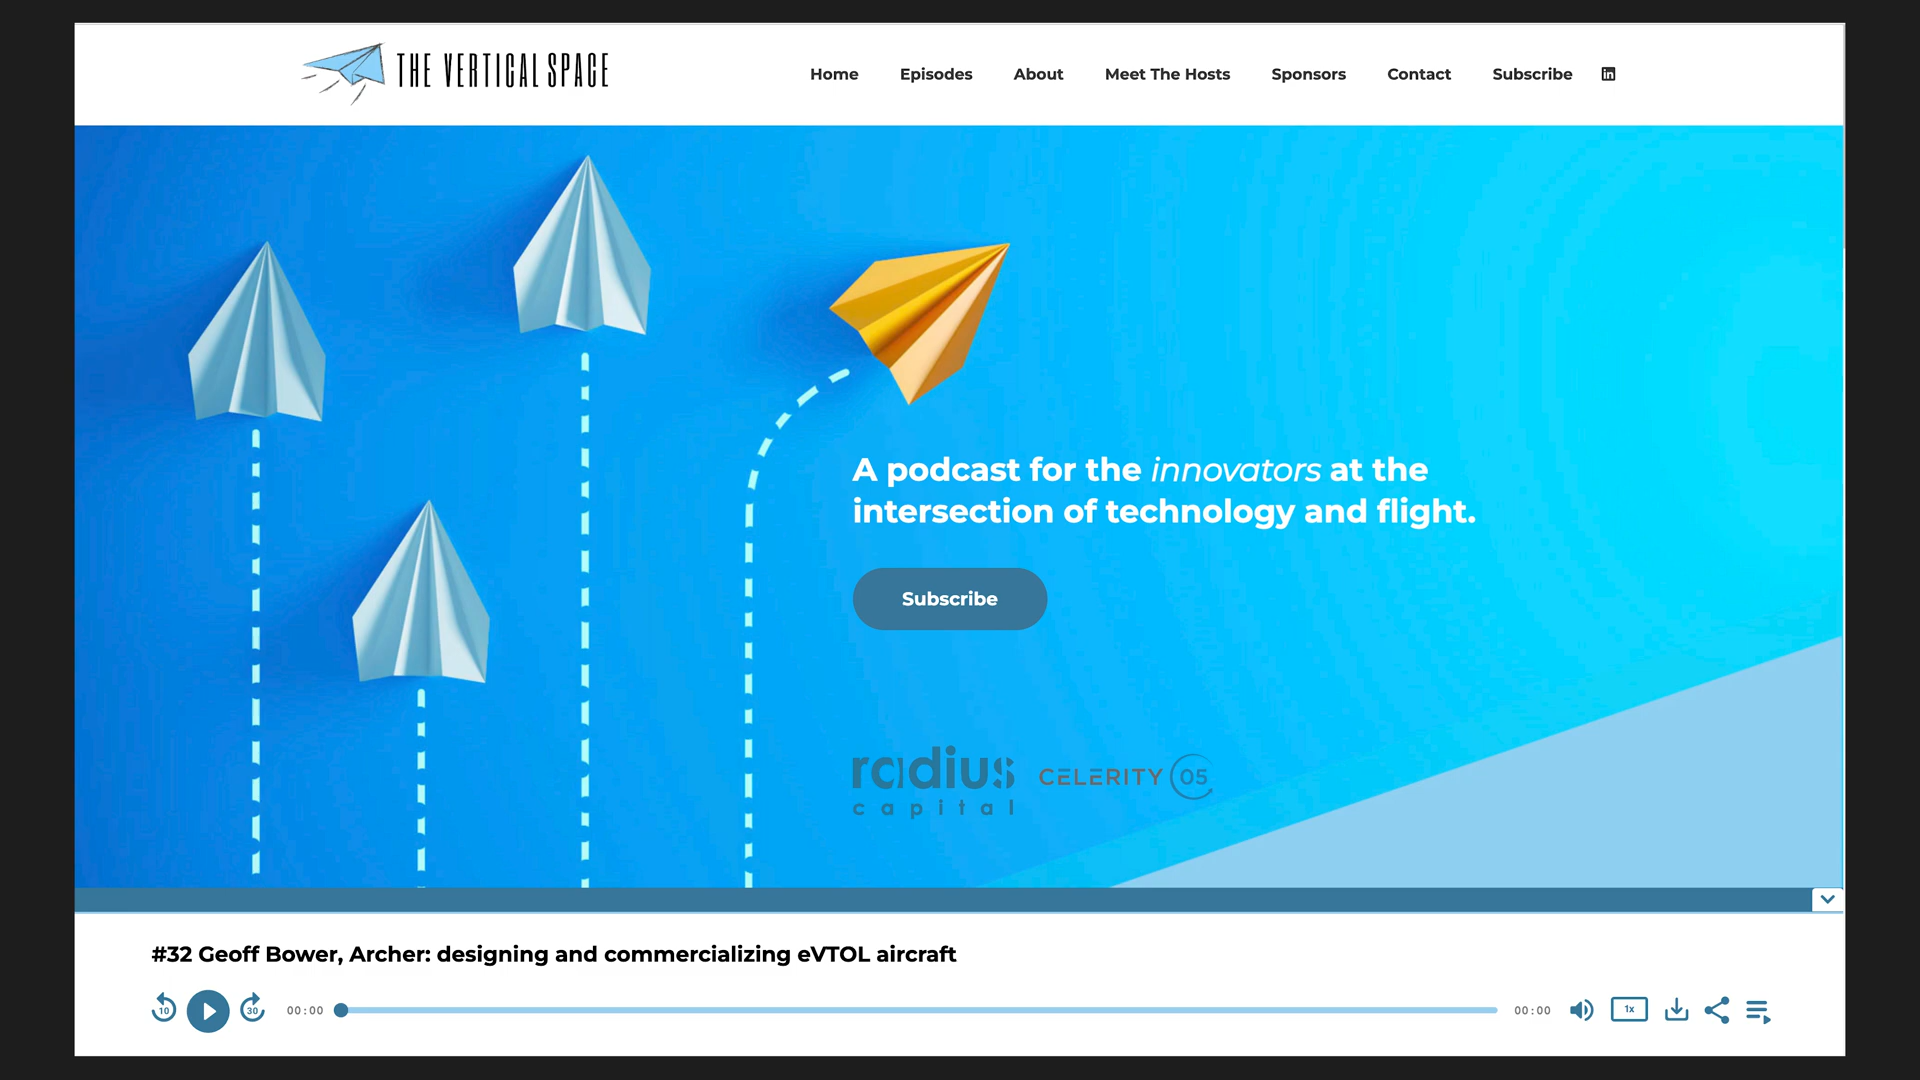 THE VERTICAL SPACE
Home Episodes About Meet The Hosts Sponsors Contact Subscribe in
A podcast for the innovators at the
intersection of technology and flight.
Subscribe
radius
capital
CELERITY 05
#32 Geoff Bower, Archer: designing and commercializing eVTOL aircraft
10 30 00:00 00:00 1x